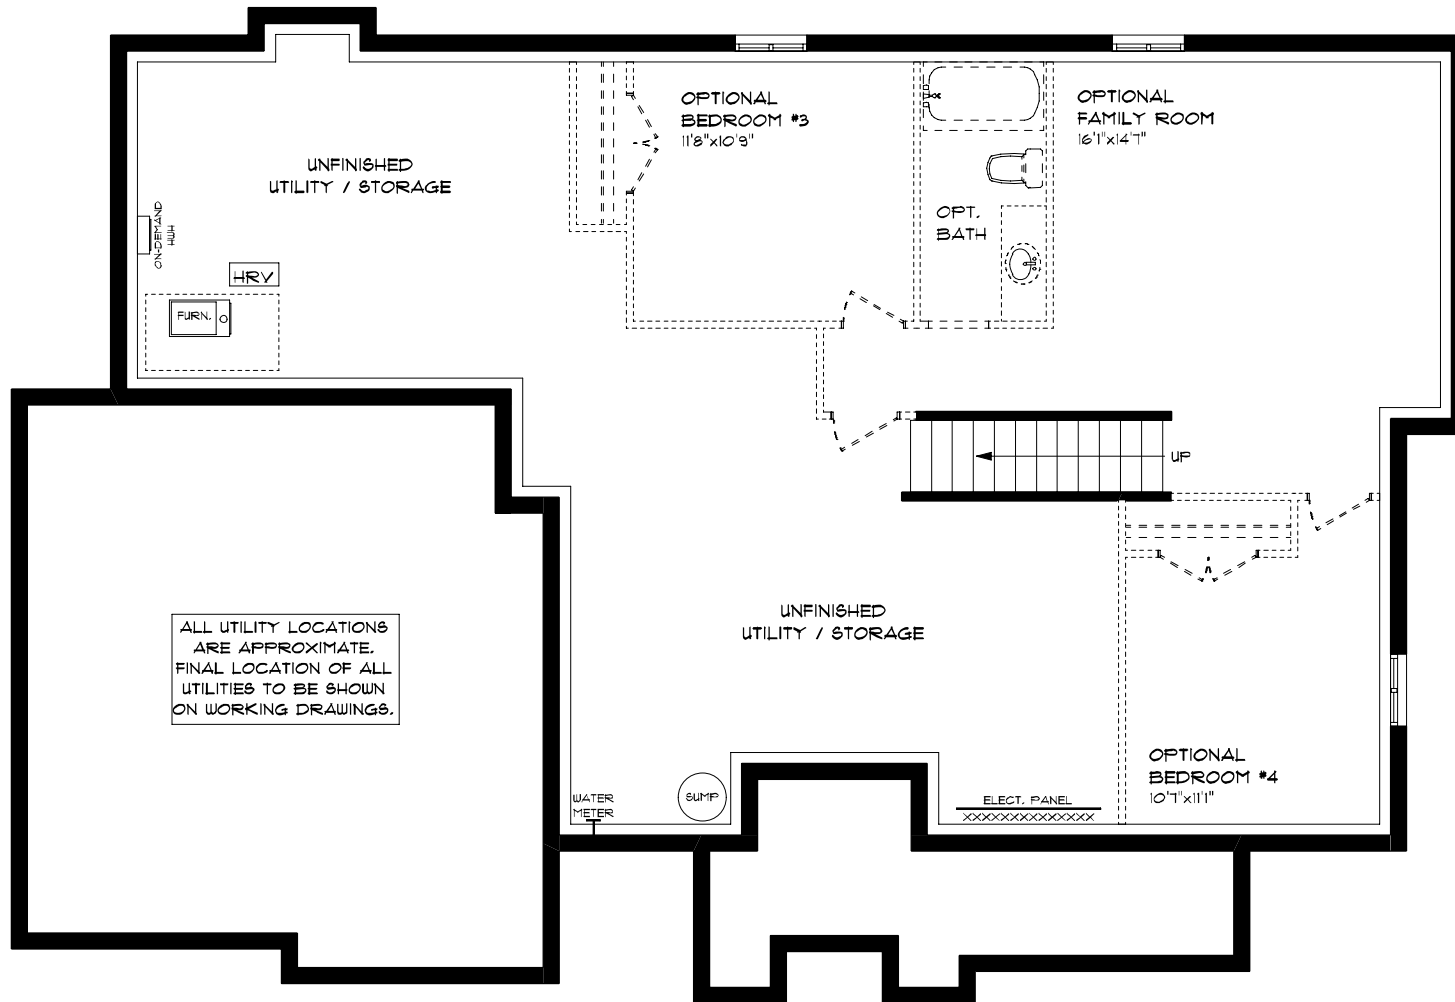 OPTIONAL
BEDROOM #3
11'8"x10'9"
OPTIONAL
FAMILY ROOM
16'1"x14'7"
UNFINISHED
UTILITY / STORAGE
OPT.
BATH
ON-DEMAND
HWH
HRV
FURN.
UP
UNFINISHED
UTILITY / STORAGE
ALL UTILITY LOCATIONS
ARE APPROXIMATE.
FINAL LOCATION OF ALL
UTILITIES TO BE SHOWN
ON WORKING DRAWINGS.
OPTIONAL
BEDROOM #4
10'7"x11'1"
WATER
METER
SUMP
ELECT. PANEL